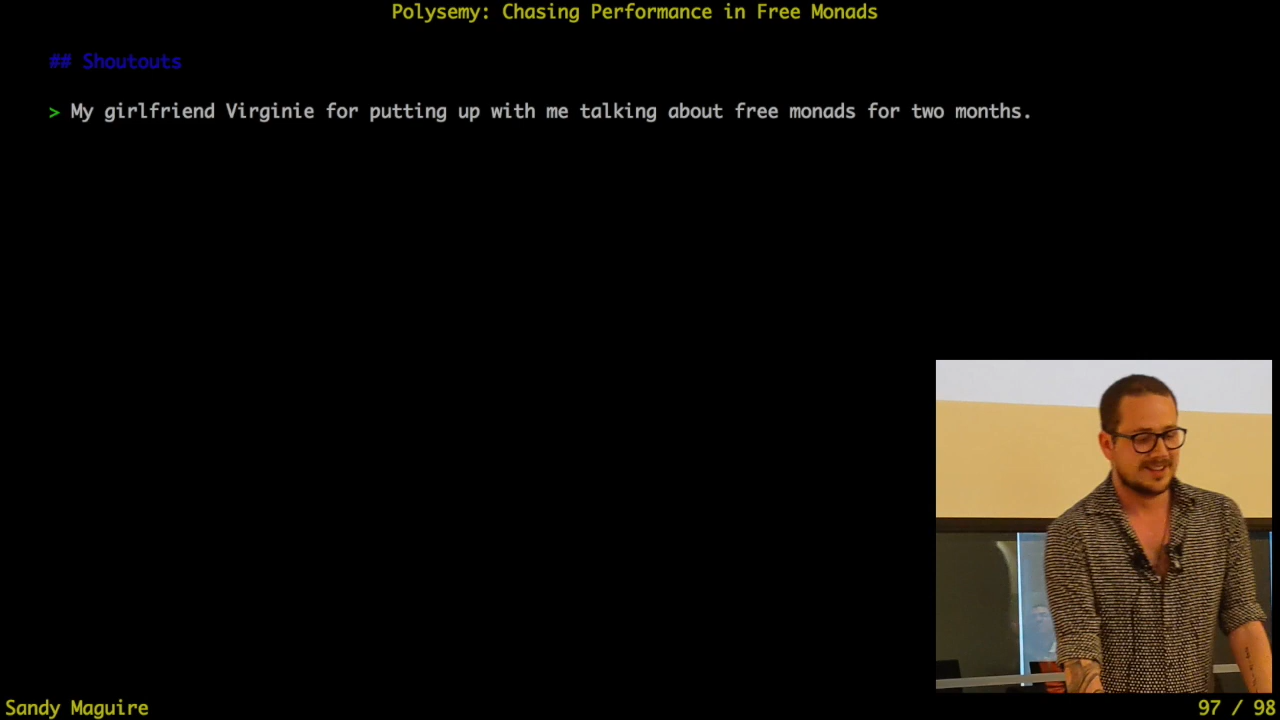 Polysemy: Chasing Performance in Free Monads
## Shoutouts
> My girlfriend Virginie for putting up with me talking about free monads for two months.
Sandy Maguire
97 / 98